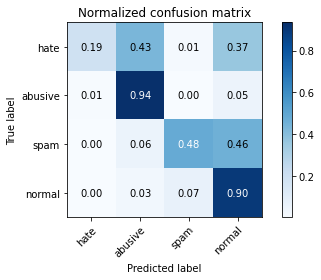 Normalized confusion matrix
hate 0.19 0.43 0.01 0.37
abusive 0.01 0.94 0.00 0.05
spam 0.00 0.06 0.48 0.46
normal 0.00 0.03 0.07 0.90
hate abusive spam normal
True label
Predicted label
0.8
0.6
0.4
0.2